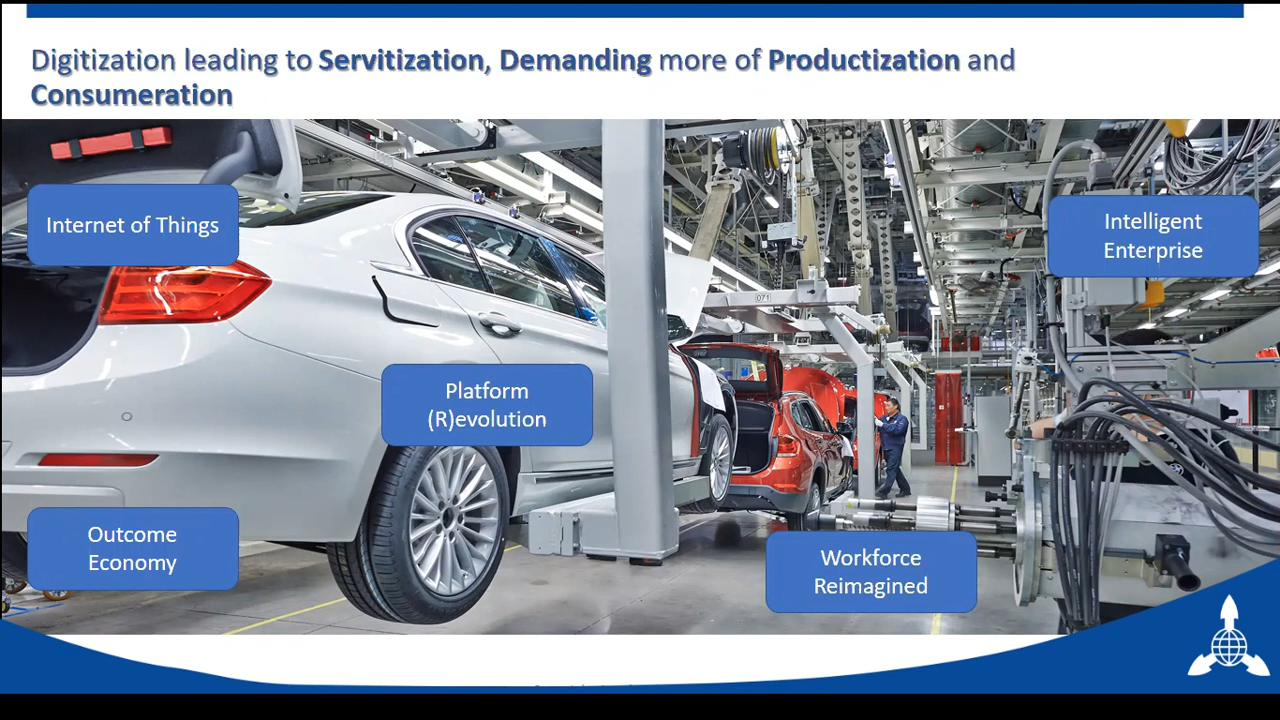 Digitization leading to Servitization, Demanding more of Productization and
Consumeration
Internet of Things
Intelligent
Enterprise
071
Platform
(R)evolution
Outcome
Economy
Workforce
Reimagined